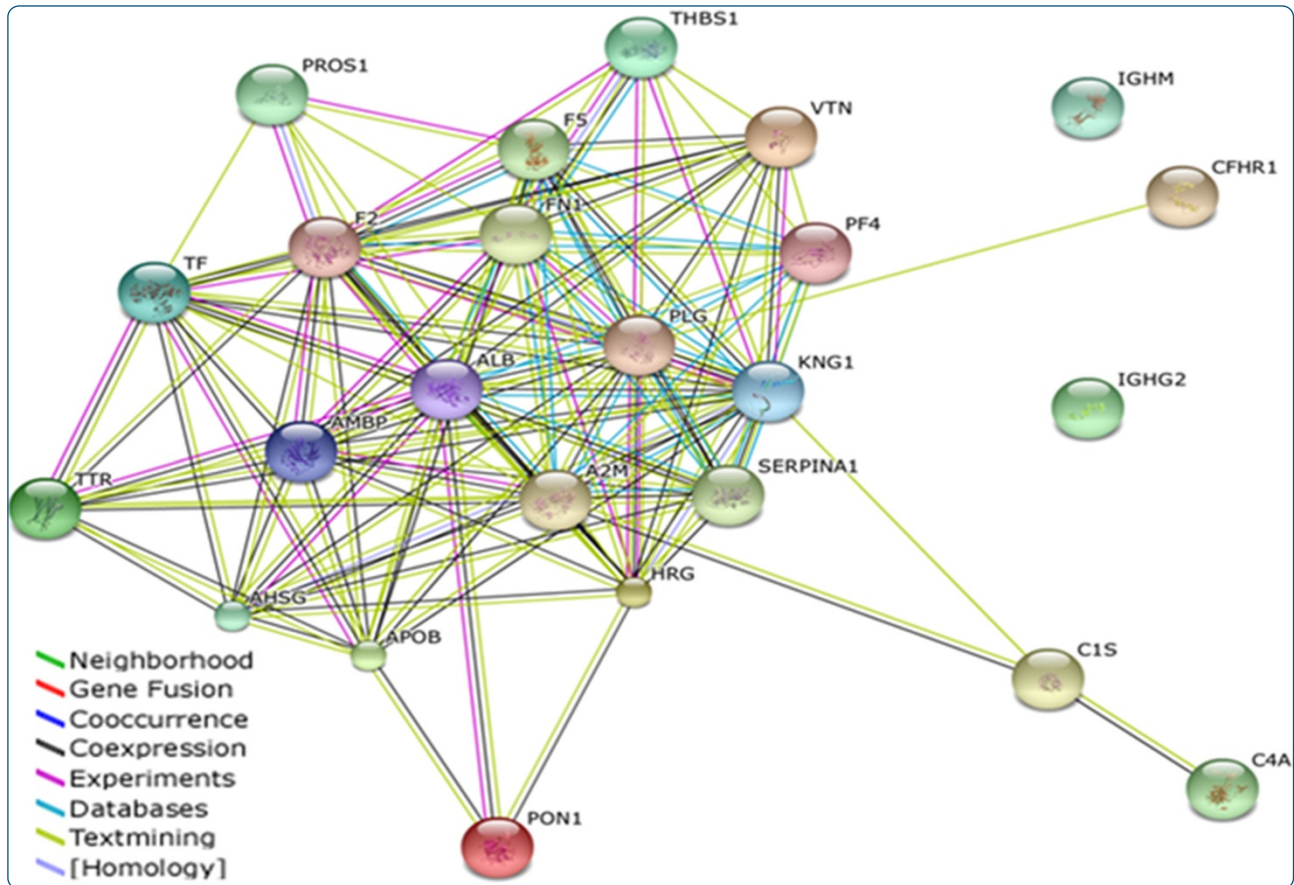 THBS1
PROS1
IGHM
VTN
F5
CFHR1
FN1
F2
PF4
TF
PLG
ALB
KNG1
IGHG2
AMBP
A2M
SERPINA1
TTR
HRG
AHSG
APOB
C1S
C4A
PON1
Neighborhood
Gene Fusion
Cooccurrence
Coexpression
Experiments
Databases
Textmining
[Homology]